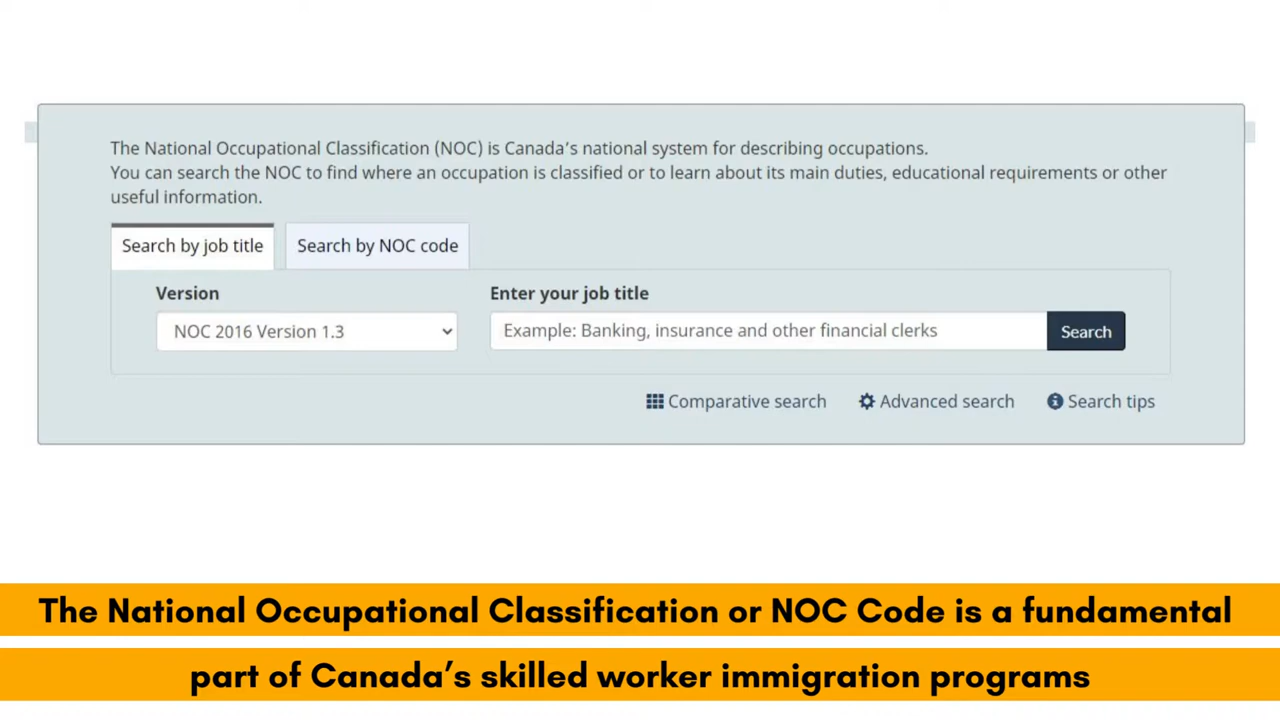 The National Occupational Classification (NOC) is Canada's national system for describing occupations.
You can search the NOC to find where an occupation is classified or to learn about its main duties, educational requirements or other
useful information.
Search by job title
Search by NOC code
Version
Enter your job title
NOC 2016 Version 1.3
Example: Banking, insurance and other financial clerks
Search
Comparative search
Advanced search
Search tips
The National Occupational Classification or NOC Code is a fundamental
part of Canada's skilled worker immigration programs